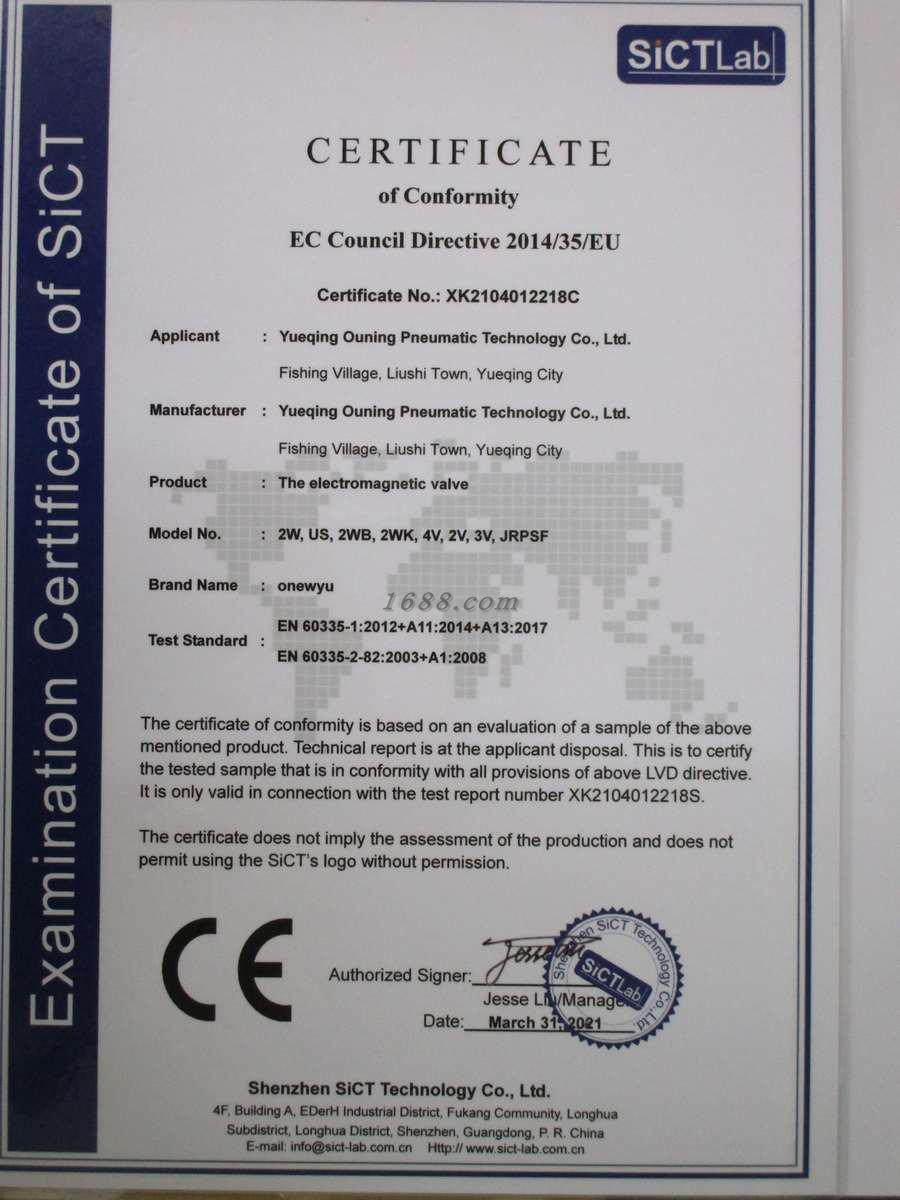 SiCTLab
Examination Certificate of SiCT
CERTIFICATE
of Conformity
EC Council Directive 2014/35/EU
Certificate No.: XK2104012218C
Applicant : Yueqing Ouning Pneumatic Technology Co., Ltd.
Fishing Village, Liushi Town, Yueqing City
Manufacturer : Yueqing Ouning Pneumatic Technology Co., Ltd.
Fishing Village, Liushi Town, Yueqing City
Product : The electromagnetic valve
Model No. : 2W, US, 2WB, 2WK, 4V, 2V, 3V, JRPSF
Brand Name : onewyu
1688.com
Test Standard : EN 60335-1:2012+A11:2014+A13:2017
EN 60335-2-82:2003+A1:2008
The certificate of conformity is based on an evaluation of a sample of the above
mentioned product. Technical report is at the applicant disposal. This is to certify
the tested sample that is in conformity with all provisions of above LVD directive.
It is only valid in connection with the test report number XK2104012218S.
The certificate does not imply the assessment of the production and does not
permit using the SiCT's logo without permission.
CE
Authorized Signer:
Jesse Liu/Manager
Date: March 31, 2021
Shenzhen SiCT Technology Co., Ltd.
SiCTLab
Shenzhen SiCT Technology Co., Ltd.
4F, Building A, EDerH Industrial District, Fukang Community, Longhua
Subdistrict, Longhua District, Shenzhen, Guangdong, P. R. China
E-mail: info@sict-lab.com.cn Http:// www.sict-lab.com.cn